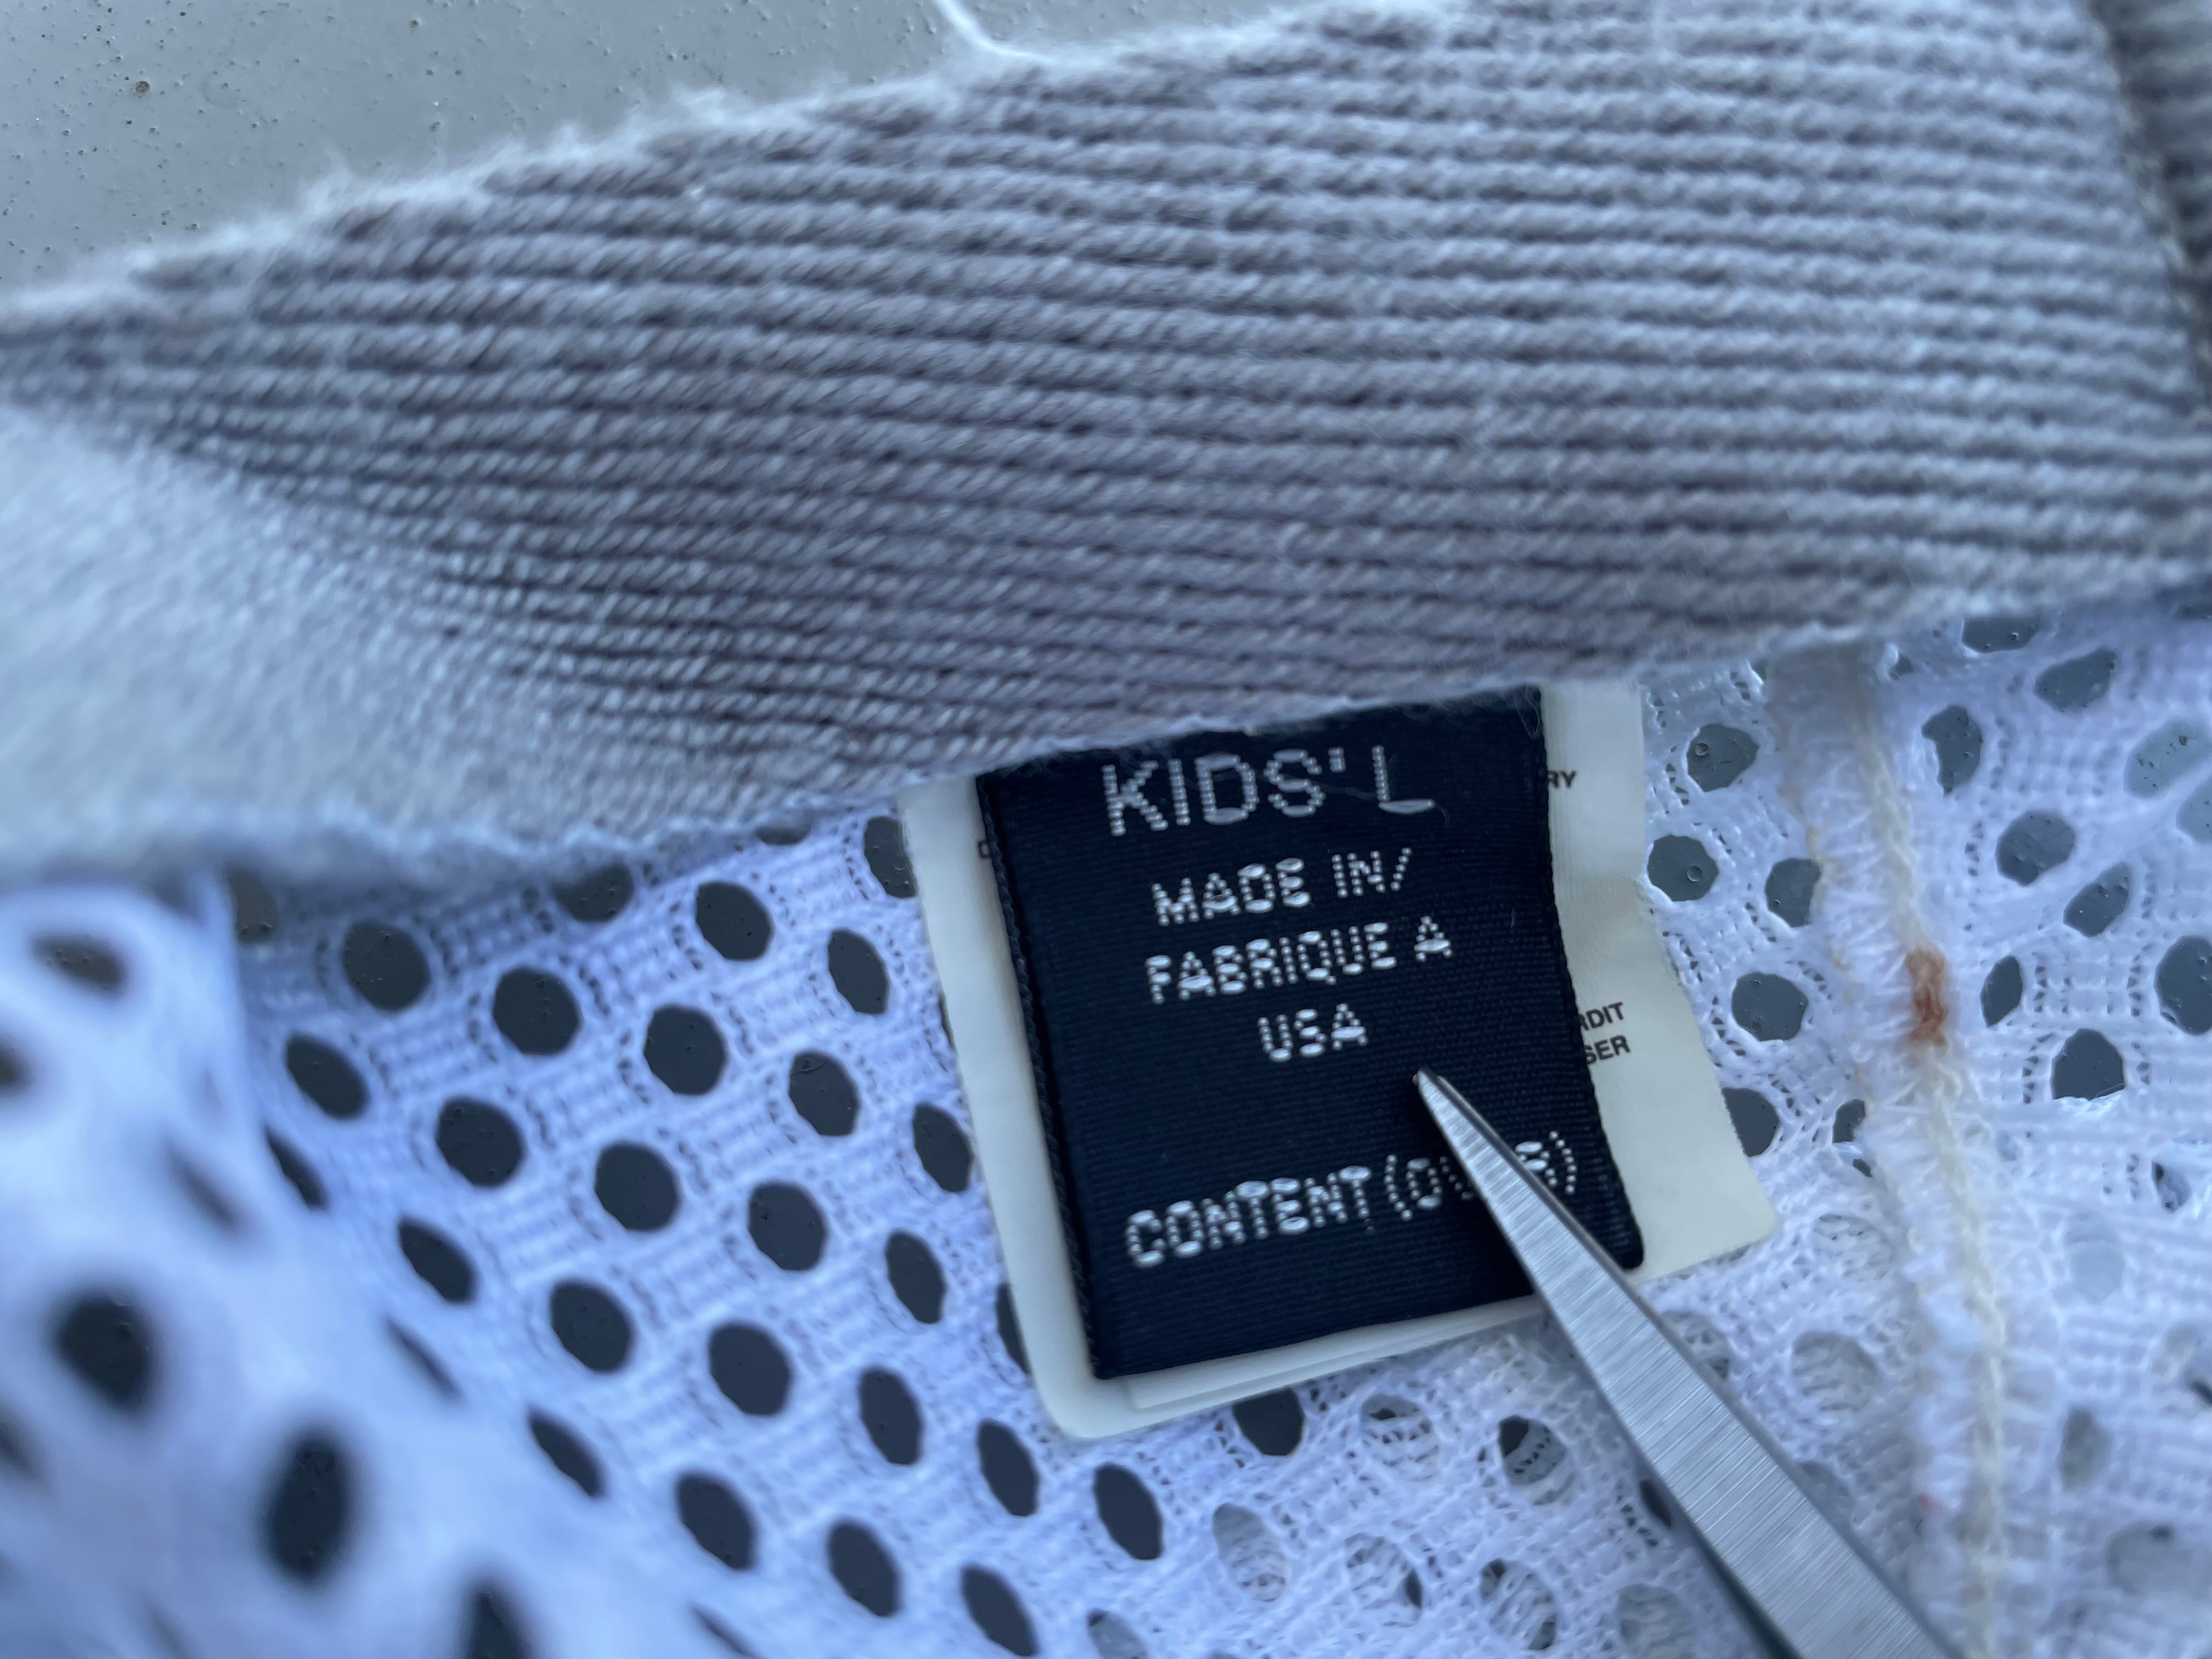 KIDS' L
MADE IN/
FABRIQUE A
USA
CONTENT